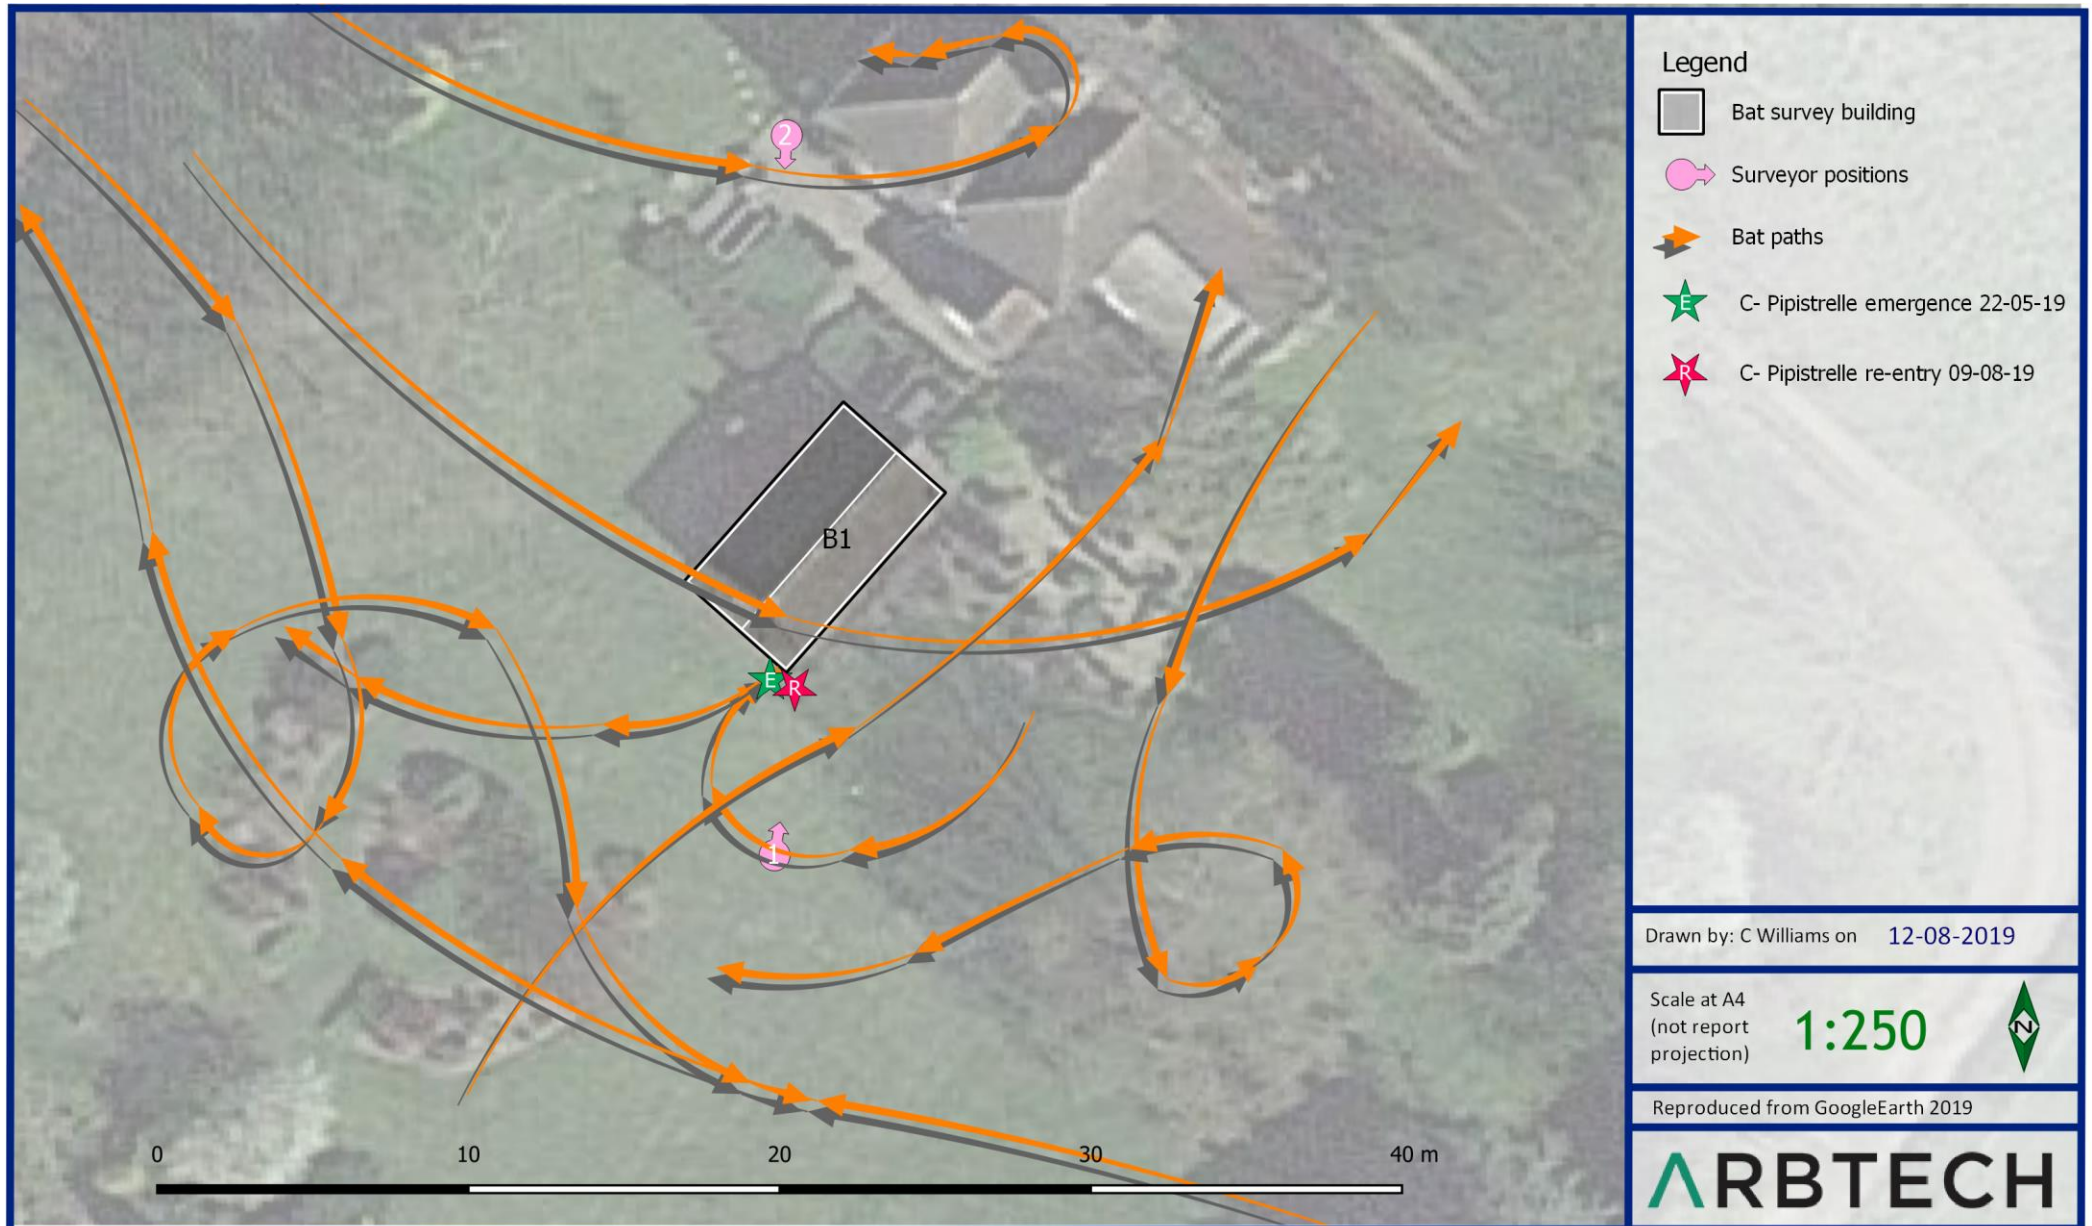 2
B1
E
R
1
0 10 20 30 40 m
Legend
Bat survey building
Surveyor positions
Bat paths
E C- Pipistrelle emergence 22-05-19
R C- Pipistrelle re-entry 09-08-19
Drawn by: C Williams on 12-08-2019
Scale at A4
(not report
projection)
1:250
N
Reproduced from GoogleEarth 2019
ARBTECH